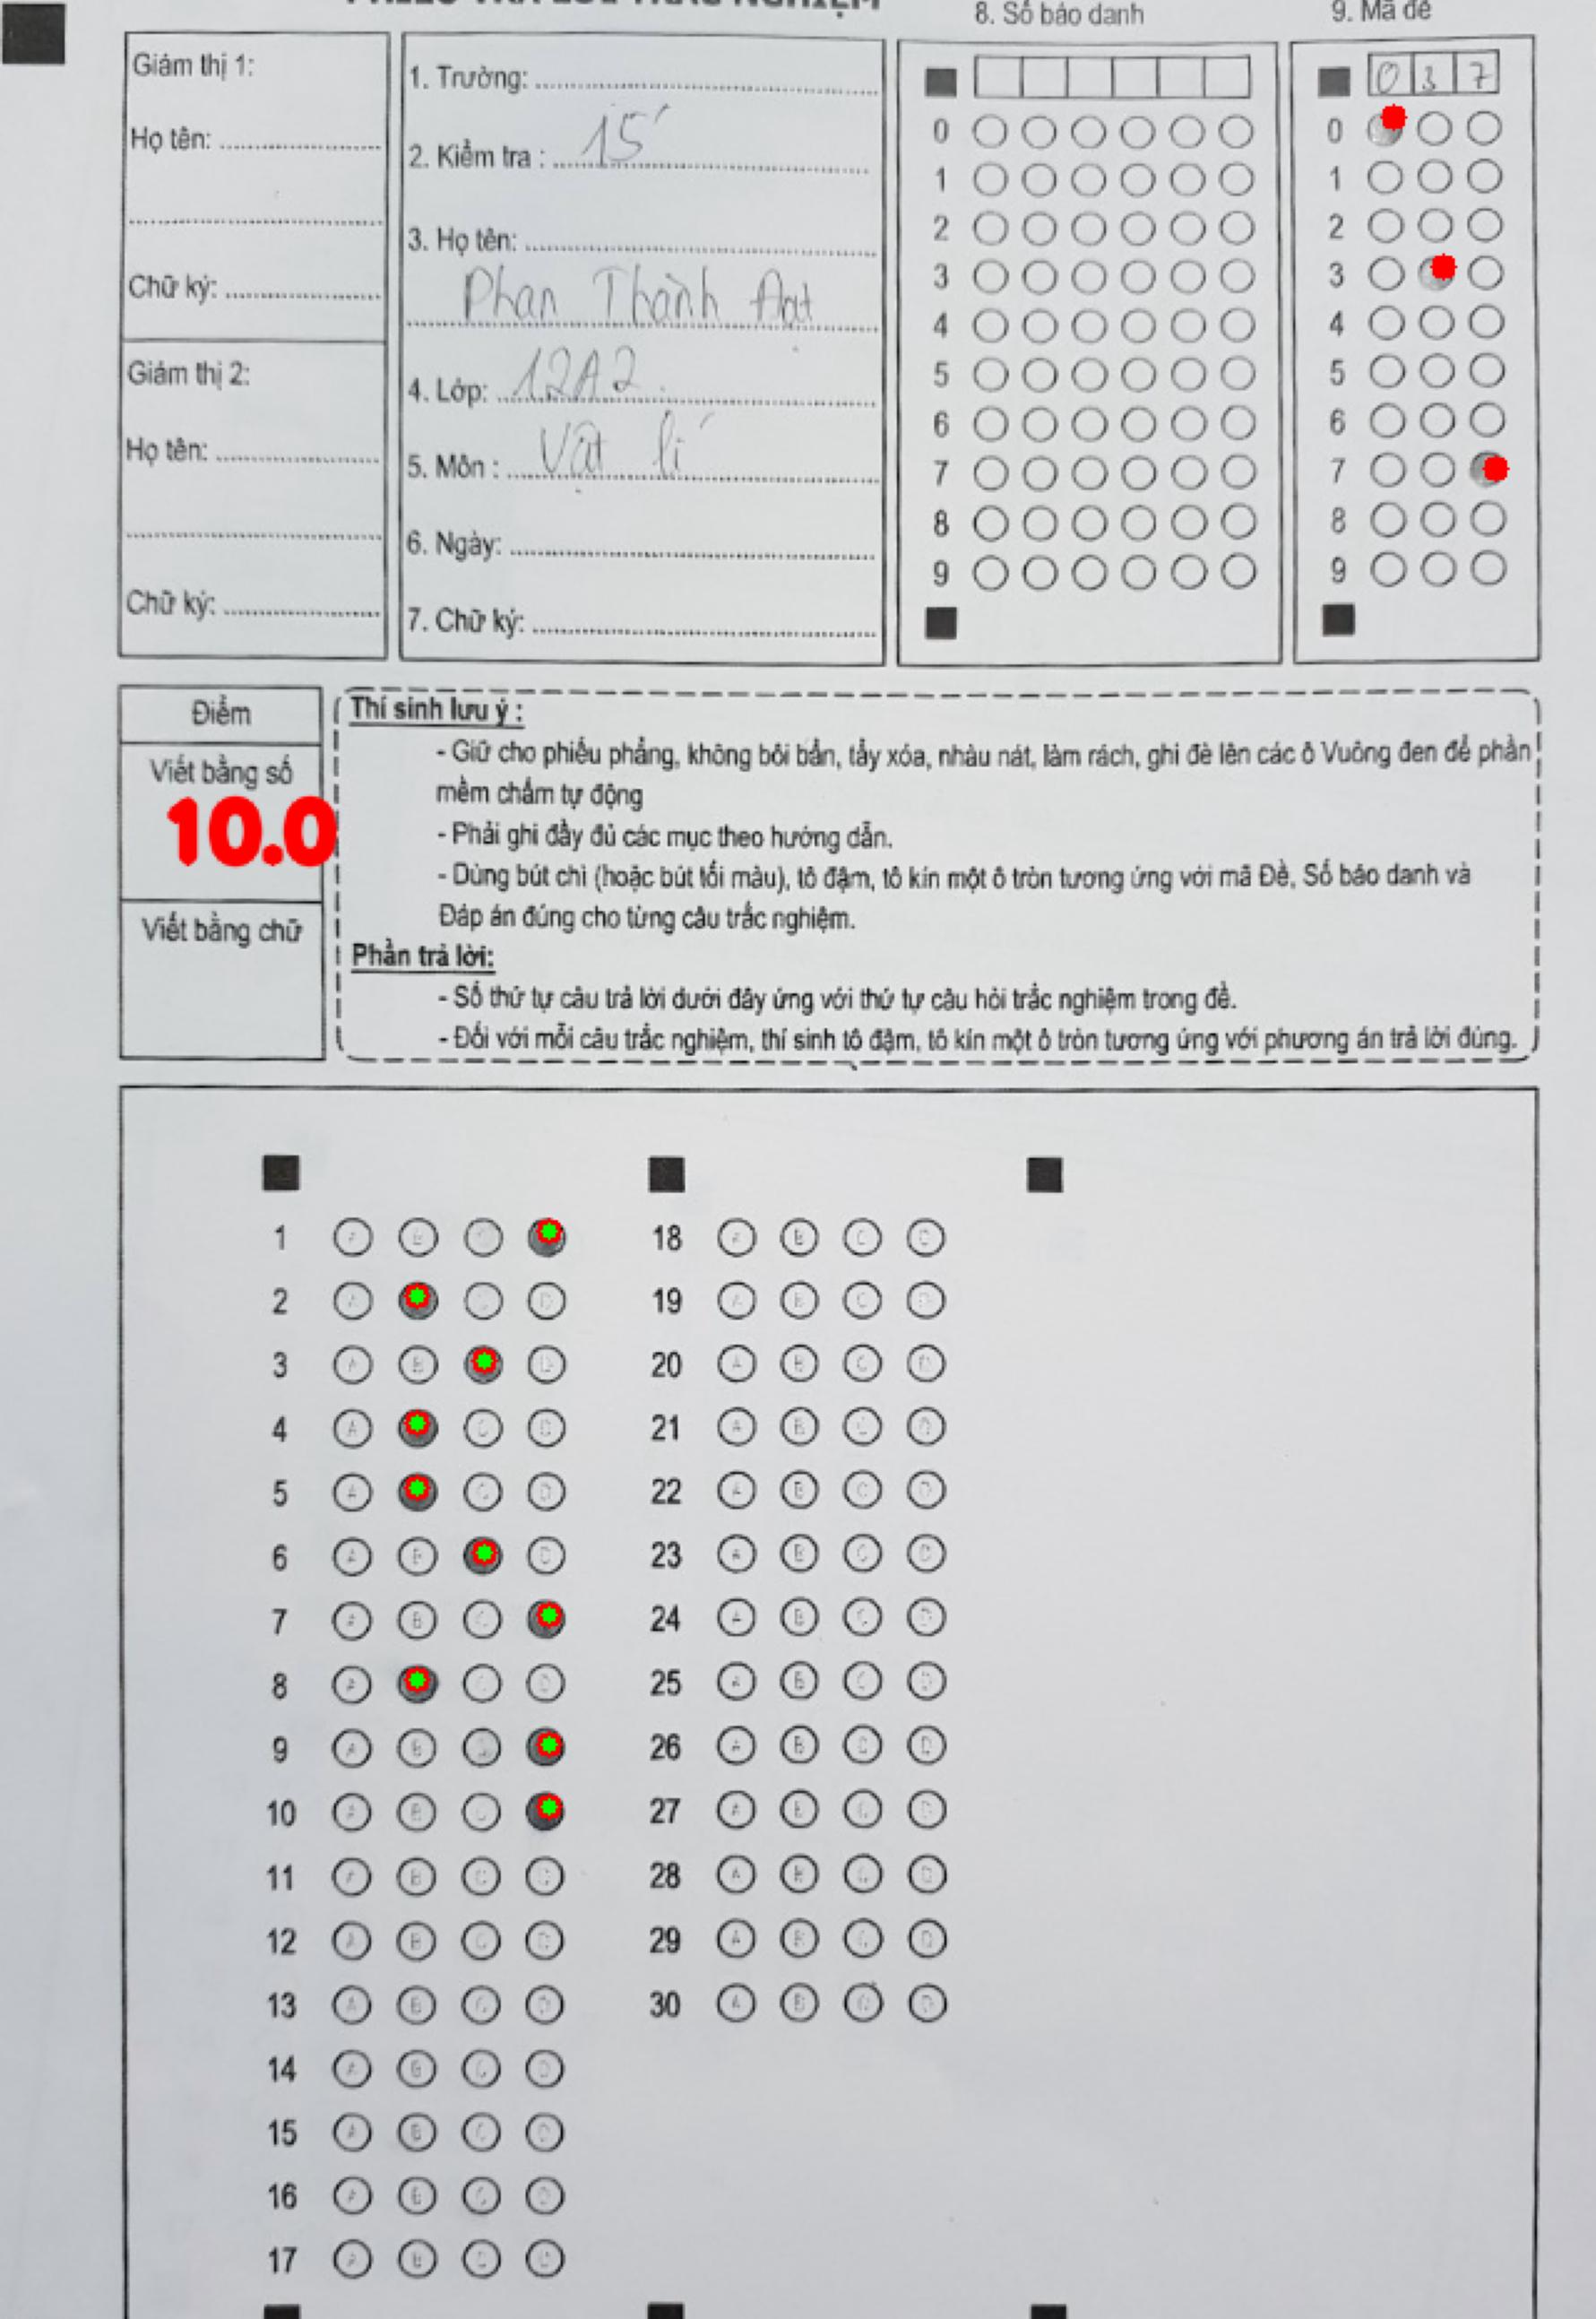 PHIẾU TRẢ LỜI TRẮC NGHIỆM
8. Số báo danh
9. Mã đề
Giám thị 1:
Họ tên:
Chữ ký:
Giám thị 2:
Họ tên:
Chữ ký:
1. Trường:
2. Kiểm tra : 15'
3. Họ tên:
Phan Thành Đạt
4. Lớp: 12A2
5. Môn : Vật lí
6. Ngày:
7. Chữ ký:
0
1
2
3
4
5
6
7
8
9
0 3 7
0
1
2
3
4
5
6
7
8
9
Điểm
Viết bằng số
10.0
Viết bằng chữ
Thí sinh lưu ý :
- Giữ cho phiếu phẳng, không bôi bẩn, tẩy xóa, nhàu nát, làm rách, ghi đè lên các ô Vuông đen để phần
mềm chấm tự động
- Phải ghi đầy đủ các mục theo hướng dẫn.
- Dùng bút chì (hoặc bút tối màu), tô đậm, tô kín một ô tròn tương ứng với mã Đề, Số báo danh và
Đáp án đúng cho từng câu trắc nghiệm.
Phần trả lời:
- Số thứ tự câu trả lời dưới đây ứng với thứ tự câu hỏi trắc nghiệm trong đề.
- Đối với mỗi câu trắc nghiệm, thí sinh tô đậm, tô kín một ô tròn tương ứng với phương án trả lời đúng.
1 A B C
2 A C D
3 A B D
4 A C D
5 A C D
6 A B D
7 A B C
8 A C D
9 A B C
10 A B C
11 A B C D
12 A B C D
13 A B C D
14 A B C D
15 A B C D
16 A B C D
17 A B C D
18 A B C D
19 A B C D
20 A B C D
21 A B C D
22 A B C D
23 A B C D
24 A B C D
25 A B C D
26 A B C D
27 A B C D
28 A B C D
29 A B C D
30 A B C D